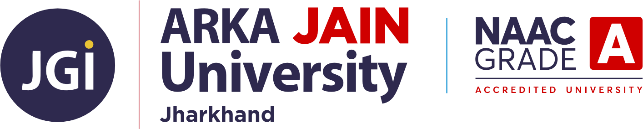 JGi
ARKA JAIN
University
Jharkhand
NAAC
GRADE A
ACCREDITED UNIVERSITY